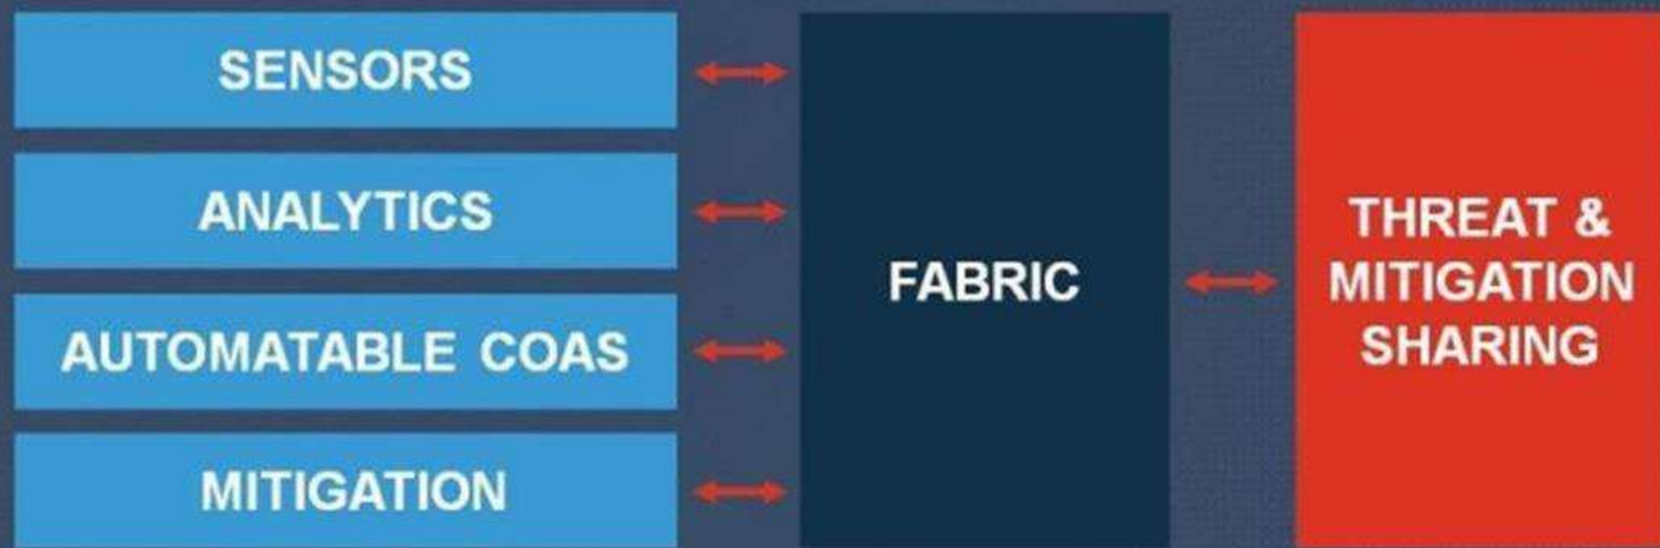 SENSORS
ANALYTICS
AUTOMATABLE COAS
MITIGATION
FABRIC
THREAT &
MITIGATION
SHARING